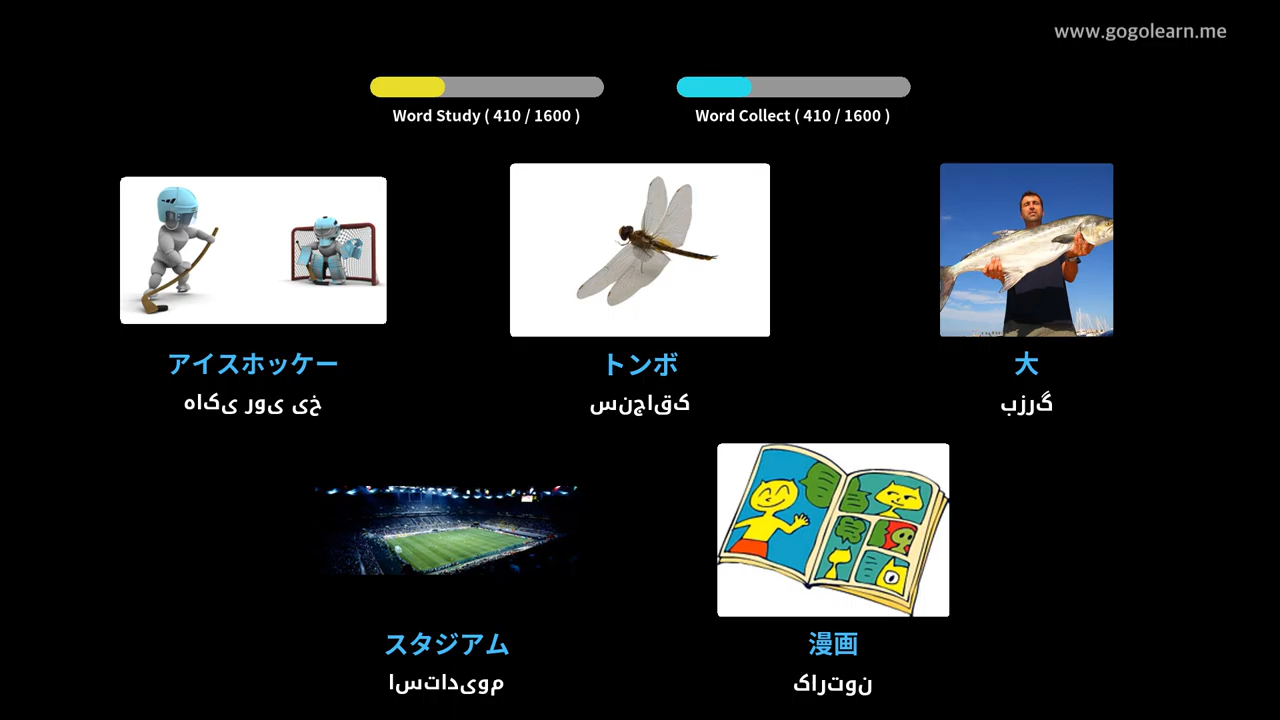 www.gogolearn.me
Word Study ( 410 / 1600 )
Word Collect ( 410 / 1600 )
アイスホッケー
هاکی روی یخ
トンボ
سنجاقک
大
بزرگ
スタジアム
استادیوم
漫画
کارتون